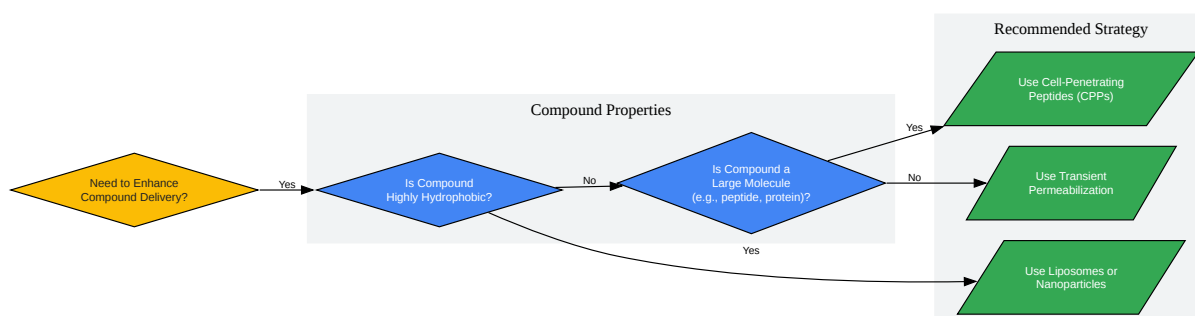 Recommended Strategy
Use Cell-Penetrating
Peptides (CPPs)
Compound Properties
Yes
Is Compound a
Large Molecule
(e.g., peptide, protein)?
Need to Enhance
Compound Delivery?
Yes
Is Compound
Highly Hydrophobic?
No
No
Use Transient
Permeabilization
Yes
Use Liposomes or
Nanoparticles